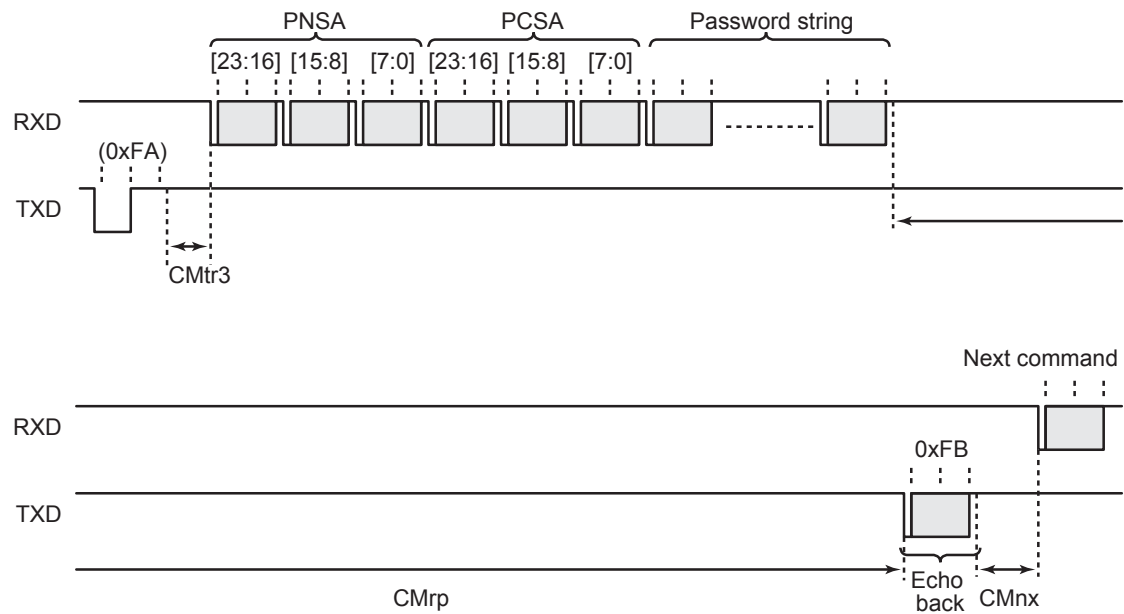 PNSA PCSA Password string
[23:16] [15:8] [7:0] [23:16] [15:8] [7:0]
RXD
(0xFA)
TXD
CMtr3
Next command
RXD
0xFB
TXD
Echo
back
CMrp CMnx